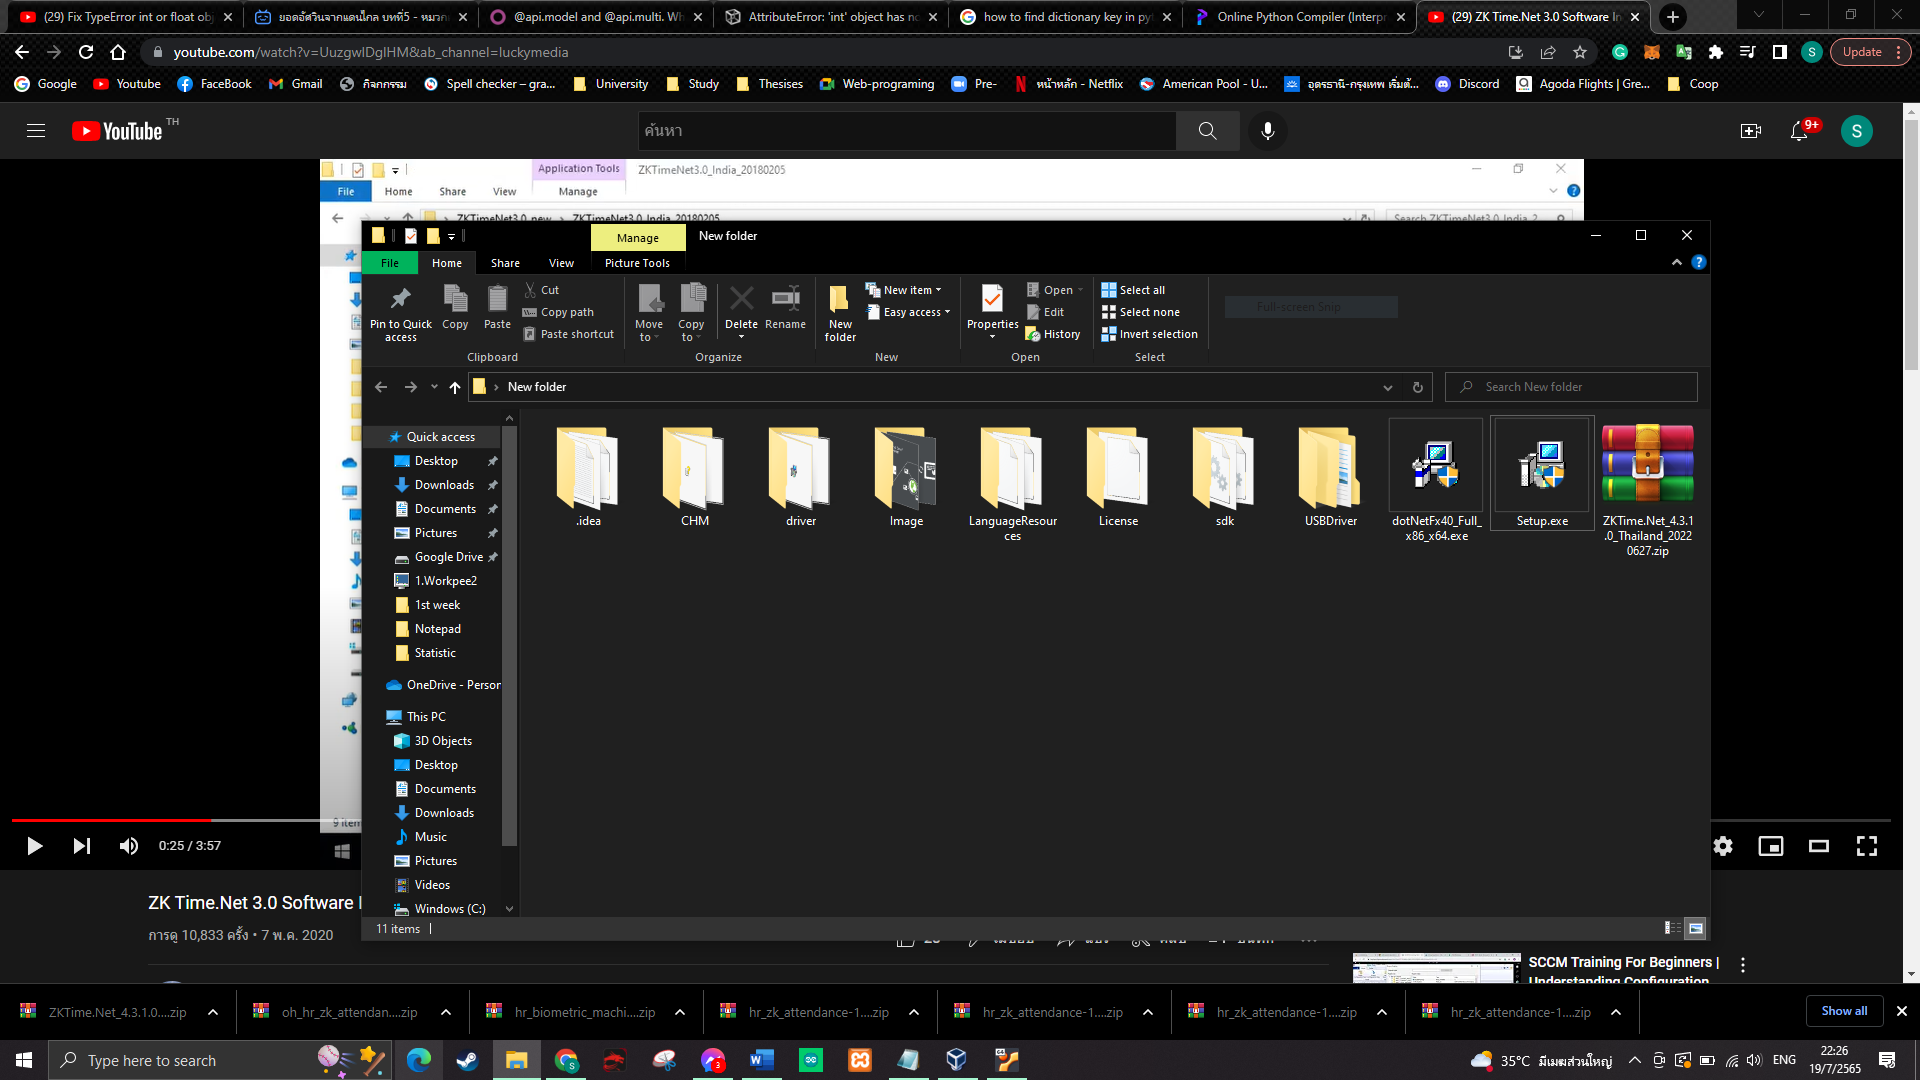 (29) Fix TypeError int or float obj
ยอดอัศวินจากแดนไกล บทที่5 - หมวก
@api.model and @api.multi. Wh
AttributeError: 'int' object has no
how to find dictionary key in pyt
Online Python Compiler (Interpr
(29) ZK Time.Net 3.0 Software In
youtube.com/watch?v=UuzgwIDgIHM&ab_channel=luckymedia
Update
Google
Youtube
FaceBook
Gmail
กิจกกรรม
Spell checker – gra...
University
Study
Thesises
Web-programing
Pre-
หน้าหลัก - Netflix
American Pool - U...
อุดรธานี-กรุงเทพ เริ่มต้...
Discord
Agoda Flights | Gre...
Coop
YouTube TH
ค้นหา
9+
S
Application Tools
ZKTimeNet3.0_India_20180205
File
Home
Share
View
Manage
ZKTimeNet3.0_new > ZKTimeNet3.0_India_20180205
Search ZKTimeNet3.0_India_2...
Manage
New folder
File
Home
Share
View
Picture Tools
Pin to Quick access
Copy
Paste
Cut
Copy path
Paste shortcut
Clipboard
Move to
Copy to
Delete
Rename
Organize
New folder
New item
Easy access
New
Properties
Open
Edit
History
Open
Select all
Select none
Invert selection
Select
Full-screen Snip
New folder
Search New folder
Quick access
Desktop
Downloads
Documents
Pictures
Google Drive
1.Workpee2
1st week
Notepad
Statistic
OneDrive - Person
This PC
3D Objects
Desktop
Documents
Downloads
Music
Pictures
Videos
Windows (C:)
.idea
CHM
driver
Image
LanguageResour
ces
License
sdk
USBDriver
dotNetFx40_Full_
x86_x64.exe
Setup.exe
ZKTime.Net_4.3.1
.0_Thailand_2022
0627.zip
11 items
9 item
0:25 / 3:57
ZK Time.Net 3.0 Software I
การดู 10,833 ครั้ง • 7 พ.ค. 2020
SCCM Training For Beginners |
Understanding Configuration
ZKTime.Net_4.3.1.0....zip
oh_hr_zk_attendan....zip
hr_biometric_machi....zip
hr_zk_attendance-1....zip
hr_zk_attendance-1....zip
hr_zk_attendance-1....zip
hr_zk_attendance-1....zip
Show all
Type here to search
3
35°C
มีเมฆส่วนใหญ่
ENG
22:26
19/7/2565